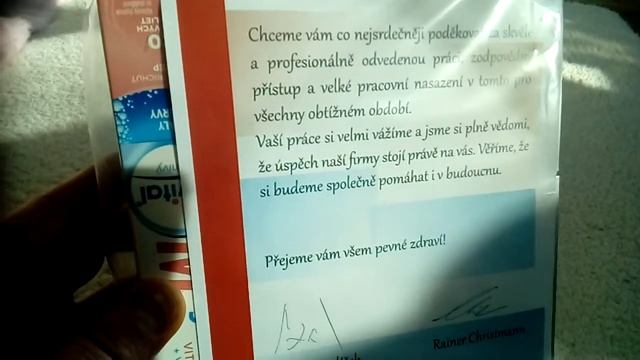 Chceme vám co nejsrdečněji poděkovat za skvěle
a profesionálně odvedenou práci, zodpovědný
přístup a velké pracovní nasazení v tomto pro
všechny obtížném období.
Vaší práce si velmi vážíme a jsme si plně vědomi,
že úspěch naší firmy stojí právě na vás. Věříme, že
si budeme společně pomáhat i v budoucnu.
Přejeme vám všem pevné zdraví!
Rainer Christmann